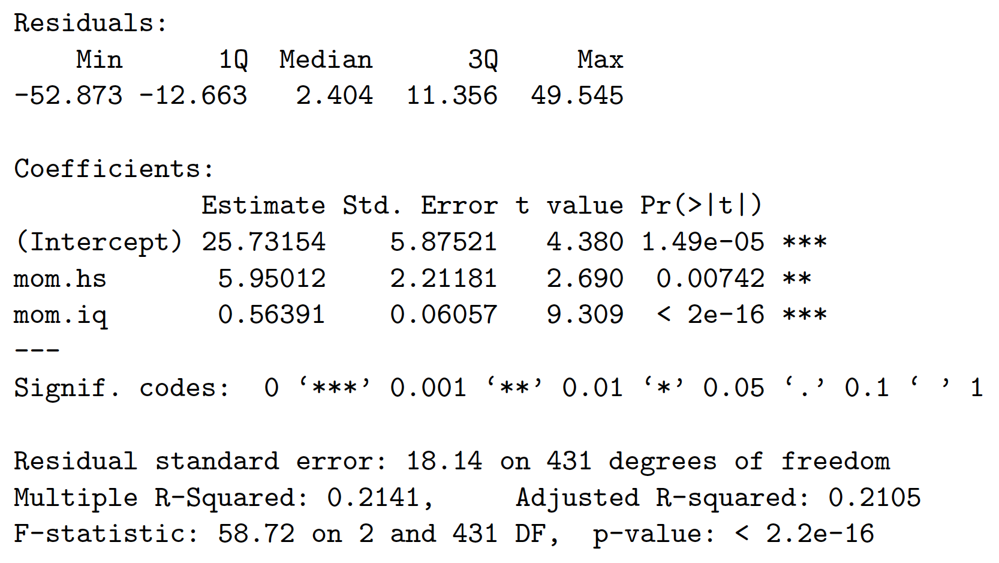 Residuals:
    Min      1Q  Median      3Q     Max
-52.873 -12.663   2.404  11.356  49.545
Coefficients:
            Estimate Std. Error t value Pr(>|t|)
(Intercept) 25.73154    5.87521   4.380 1.49e-05 ***
mom.hs       5.95012    2.21181   2.690  0.00742 **
mom.iq       0.56391    0.06057   9.309  < 2e-16 ***
---
Signif. codes:  0 ‘***’ 0.001 ‘**’ 0.01 ‘*’ 0.05 ‘.’ 0.1 ‘ ’ 1
Residual standard error: 18.14 on 431 degrees of freedom
Multiple R-Squared: 0.2141,     Adjusted R-squared: 0.2105
F-statistic: 58.72 on 2 and 431 DF,  p-value: < 2.2e-16